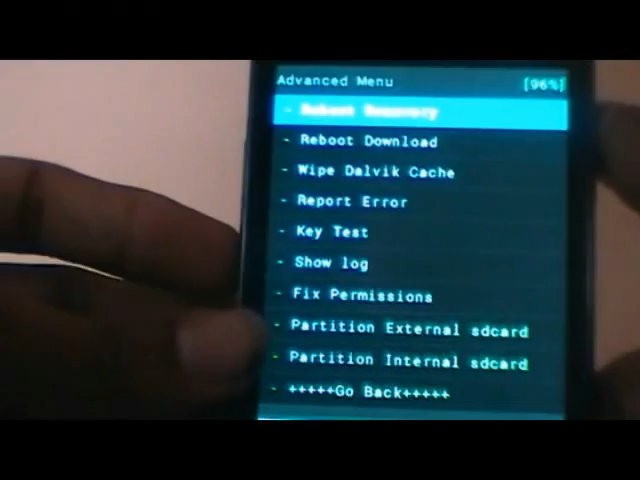 Advanced Menu [96%]
- Reboot Recovery
- Reboot Download
- Wipe Dalvik Cache
- Report Error
- Key Test
- Show log
- Fix Permissions
- Partition External sdcard
- Partition Internal sdcard
- +++++Go Back+++++